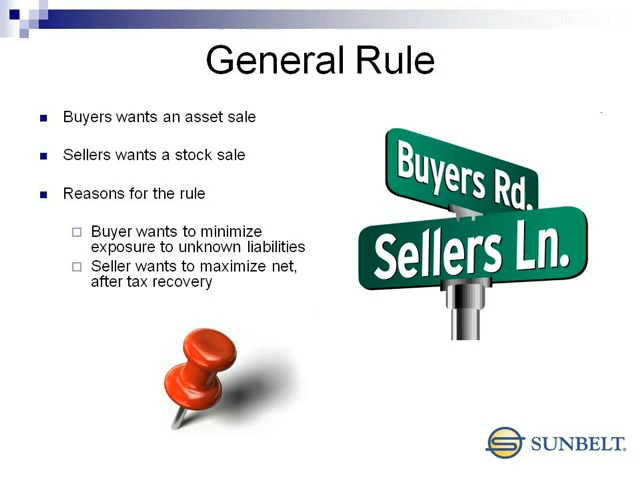 General Rule
Buyers wants an asset sale
Sellers wants a stock sale
Reasons for the rule
Buyer wants to minimize
exposure to unknown liabilities
Seller wants to maximize net,
after tax recovery
Buyers Rd.
Sellers Ln.
SUNBELT®